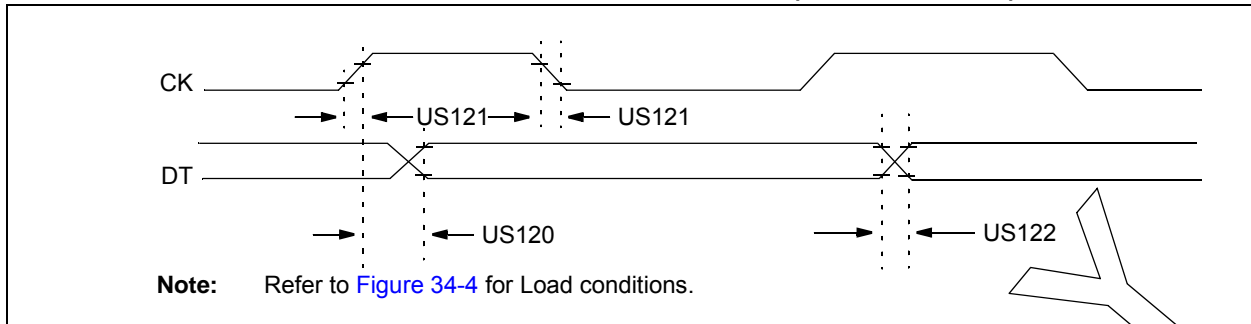 CK
US121 US121
DT
US120 US122
Note: Refer to Figure 34-4 for Load conditions.